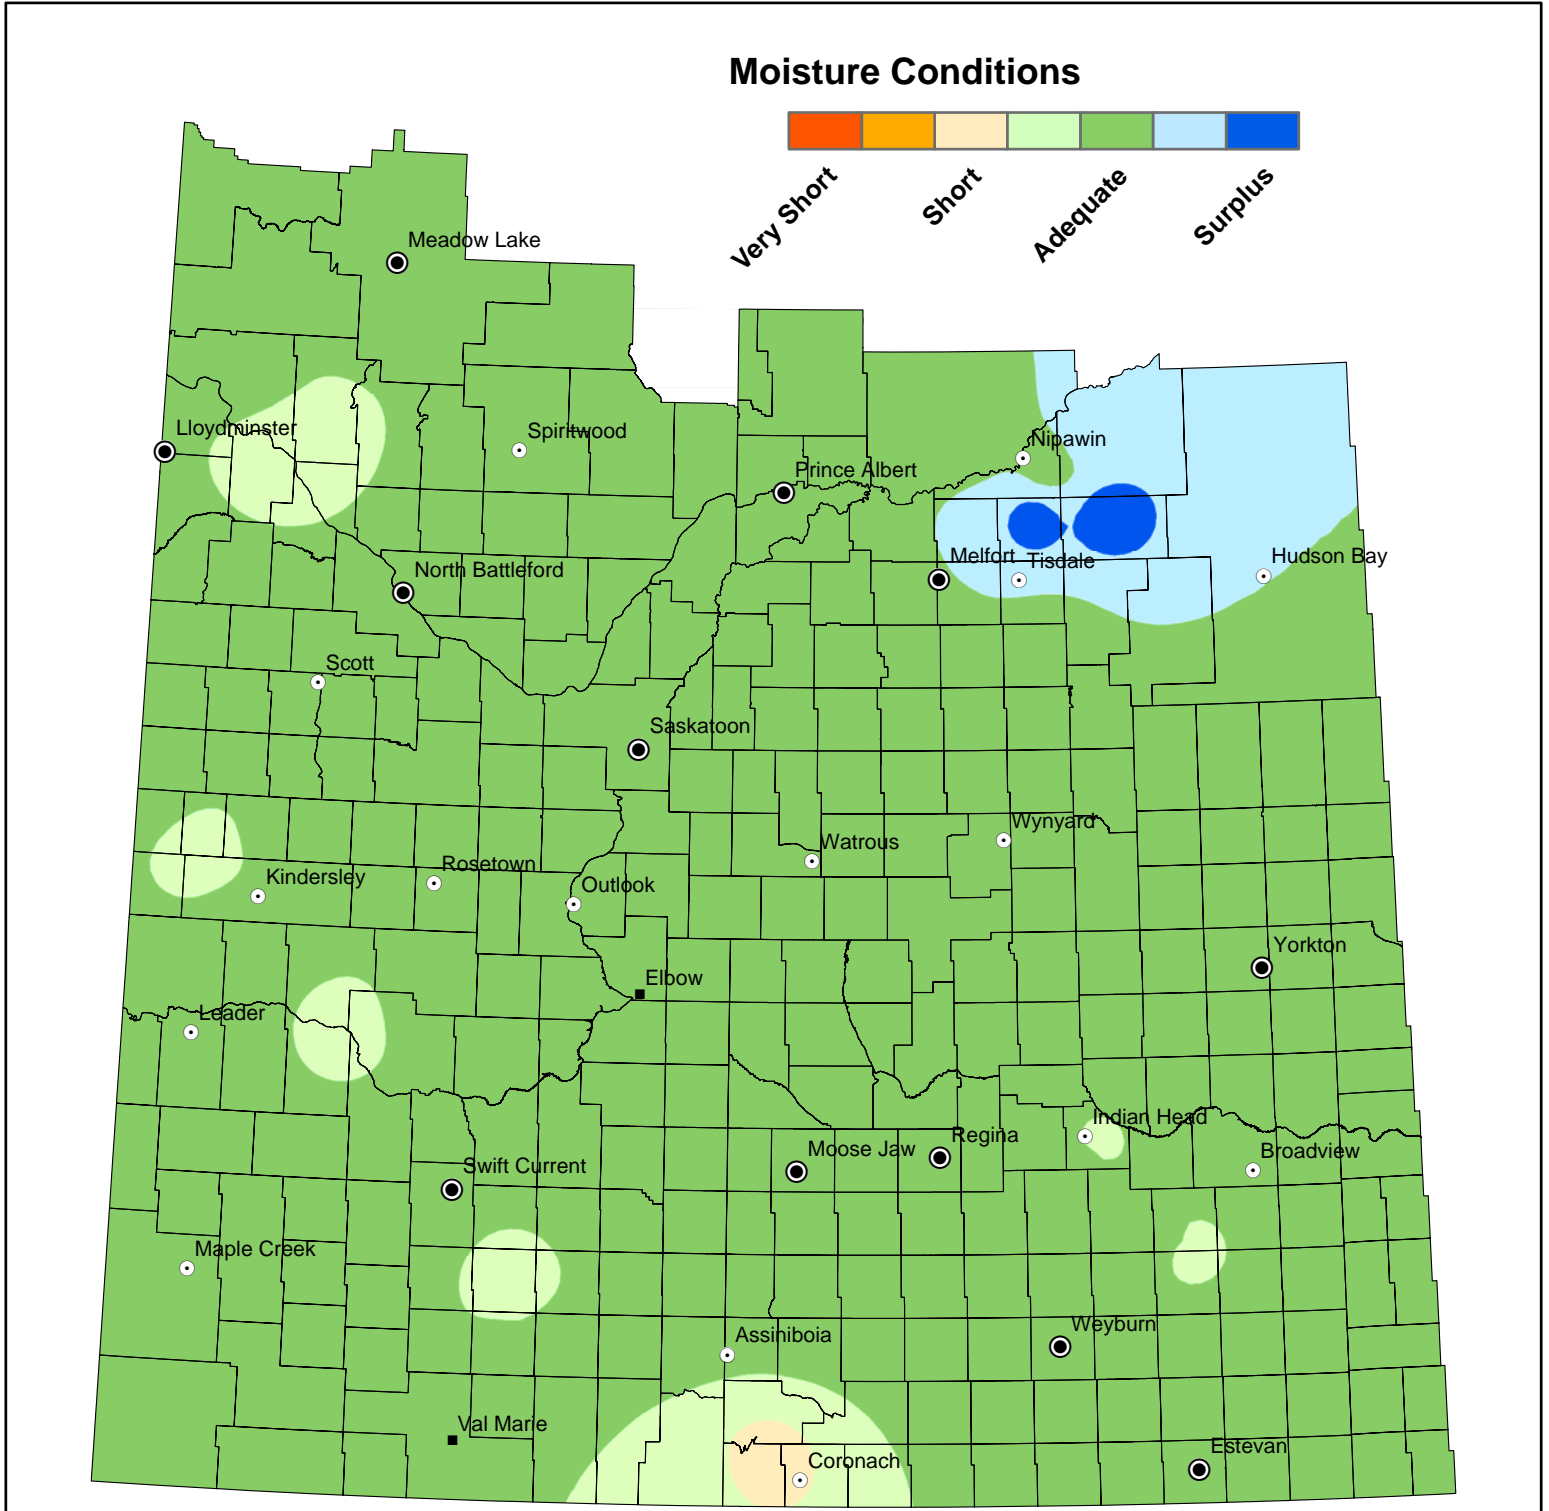 Moisture Conditions
Very Short
Short
Adequate
Surplus
Meadow Lake
Lloydminster
Spiritwood
Nipawin
Prince Albert
Melfort
Tisdale
Hudson Bay
North Battleford
Scott
Saskatoon
Wynyard
Watrous
Rosetown
Kindersley
Outlook
Yorkton
Elbow
Leader
Indian Head
Regina
Moose Jaw
Broadview
Swift Current
Maple Creek
Weyburn
Assiniboia
Val Marie
Estevan
Coronach